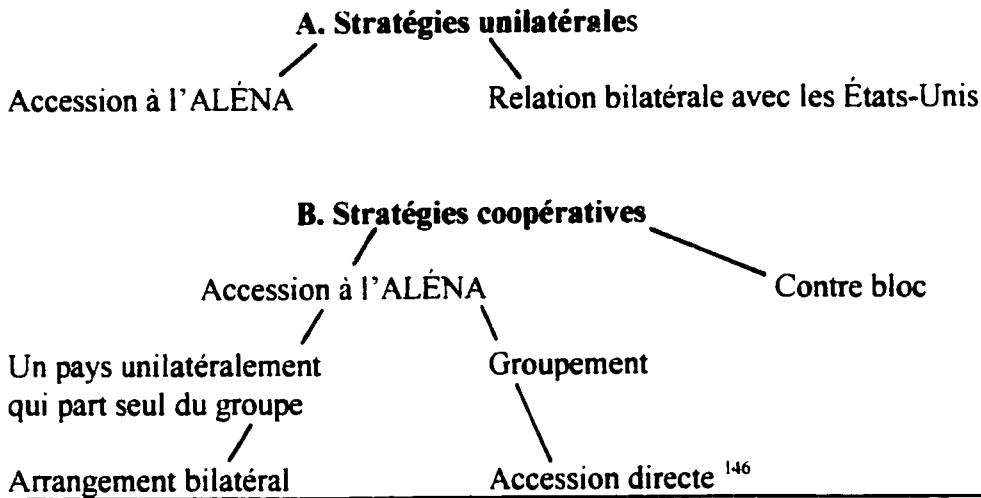 A. Stratégies unilatérales
Accession à l'ALÉNA
Relation bilatérale avec les États-Unis
B. Stratégies coopératives
Accession à l'ALÉNA
Contre bloc
Un pays unilatéralement
qui part seul du groupe
Groupement
Arrangement bilatéral
Accession directe 146